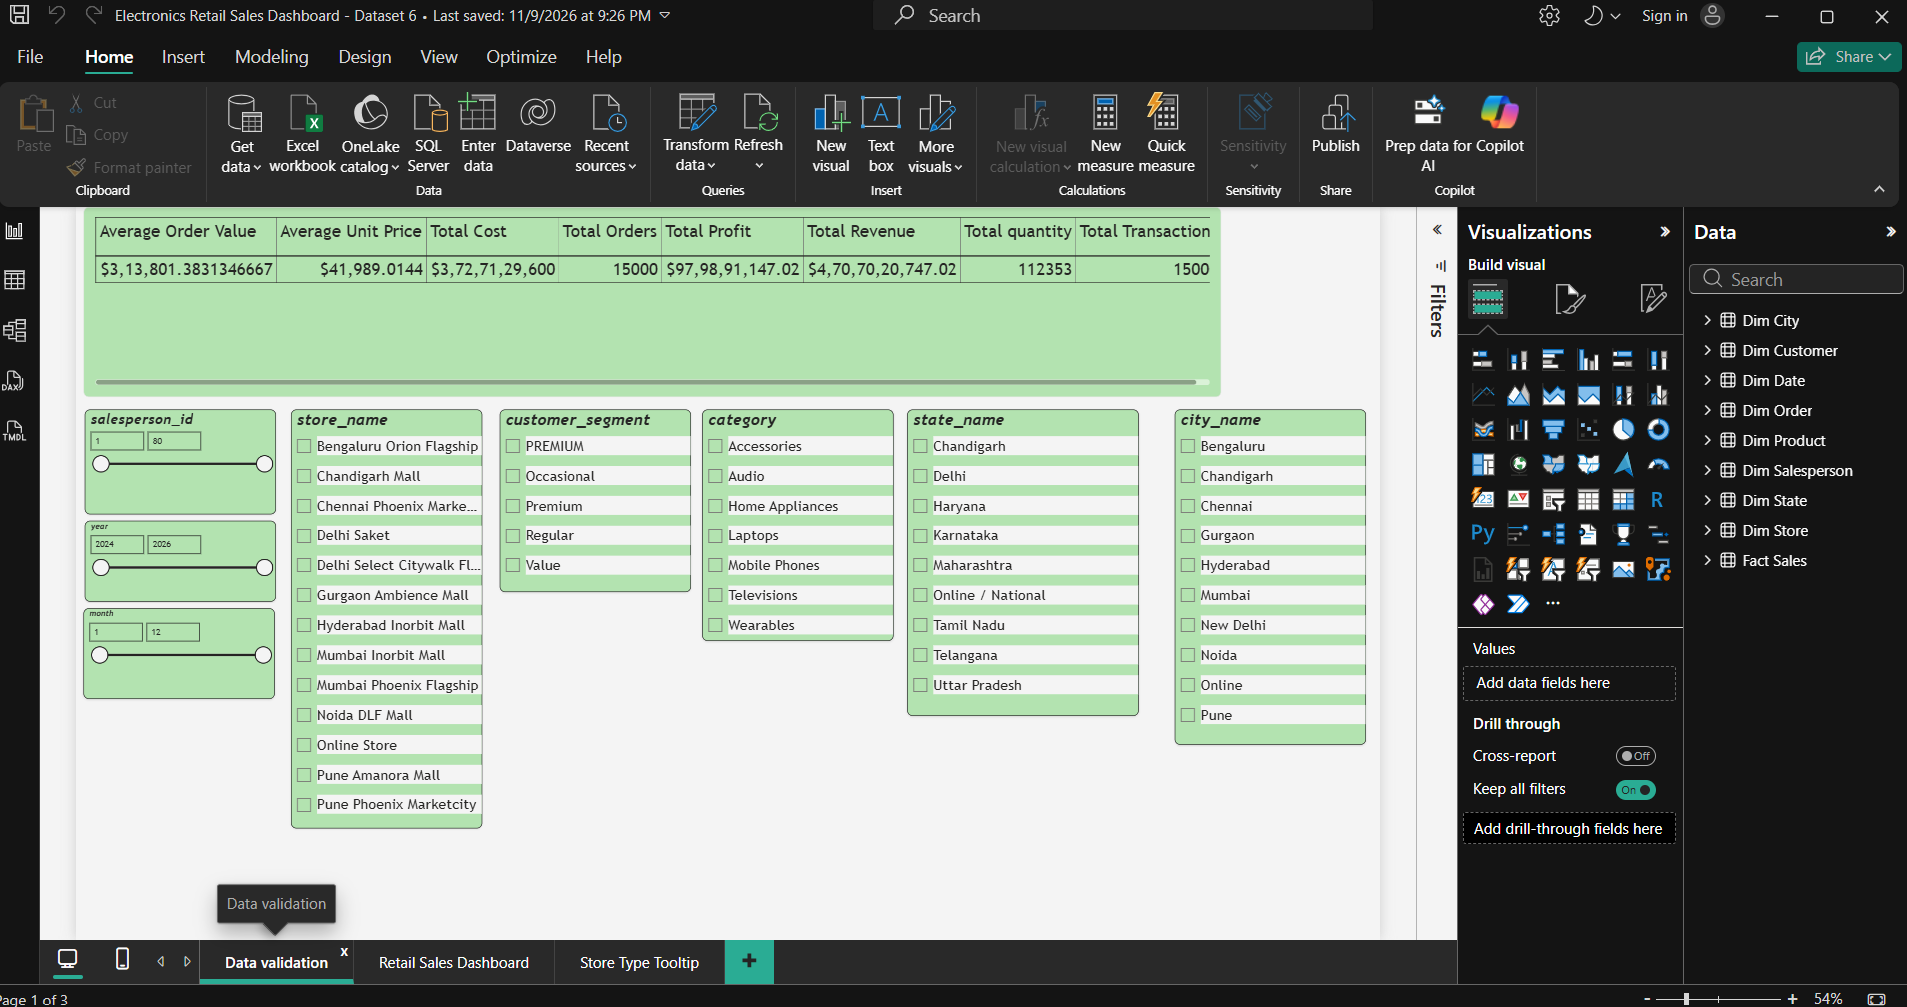 Electronics Retail Sales Dashboard - Dataset 6 • Last saved: 11/9/2026 at 9:26 PM
Search
Sign in
File
Home
Insert
Modeling
Design
View
Optimize
Help
Share
Paste
Cut
Copy
Format painter
Clipboard
Get data
Excel workbook
OneLake catalog
SQL Server
Enter data
Dataverse
Recent sources
Data
Transform data
Refresh
Queries
New visual
Text box
More visuals
Insert
New visual calculation
New measure
Quick measure
Calculations
Sensitivity
Sensitivity
Publish
Share
Prep data for AI
Copilot
Copilot
DAX
TMDL
Average Order Value Average Unit Price Total Cost Total Orders Total Profit Total Revenue Total quantity Total Transaction
$3,13,801.3831346667 $41,989.0144 $3,72,71,29,600 15000 $97,98,91,147.02 $4,70,70,20,747.02 112353 1500
salesperson_id
1 80
year
2024 2026
month
1 12
store_name
Bengaluru Orion Flagship
Chandigarh Mall
Chennai Phoenix Marke...
Delhi Saket
Delhi Select Citywalk Fl...
Gurgaon Ambience Mall
Hyderabad Inorbit Mall
Mumbai Inorbit Mall
Mumbai Phoenix Flagship
Noida DLF Mall
Online Store
Pune Amanora Mall
Pune Phoenix Marketcity
customer_segment
PREMIUM
Occasional
Premium
Regular
Value
category
Accessories
Audio
Home Appliances
Laptops
Mobile Phones
Televisions
Wearables
state_name
Chandigarh
Delhi
Haryana
Karnataka
Maharashtra
Online / National
Tamil Nadu
Telangana
Uttar Pradesh
city_name
Bengaluru
Chandigarh
Chennai
Gurgaon
Hyderabad
Mumbai
New Delhi
Noida
Online
Pune
Filters
Visualizations
Build visual
123
R
Py
Values
Add data fields here
Drill through
Cross-report
Off
Keep all filters
On
Add drill-through fields here
Data
Search
Dim City
Dim Customer
Dim Date
Dim Order
Dim Product
Dim Salesperson
Dim State
Dim Store
Fact Sales
Data validation
Data validation x
Retail Sales Dashboard
Store Type Tooltip
+
Page 1 of 3
- + 54%